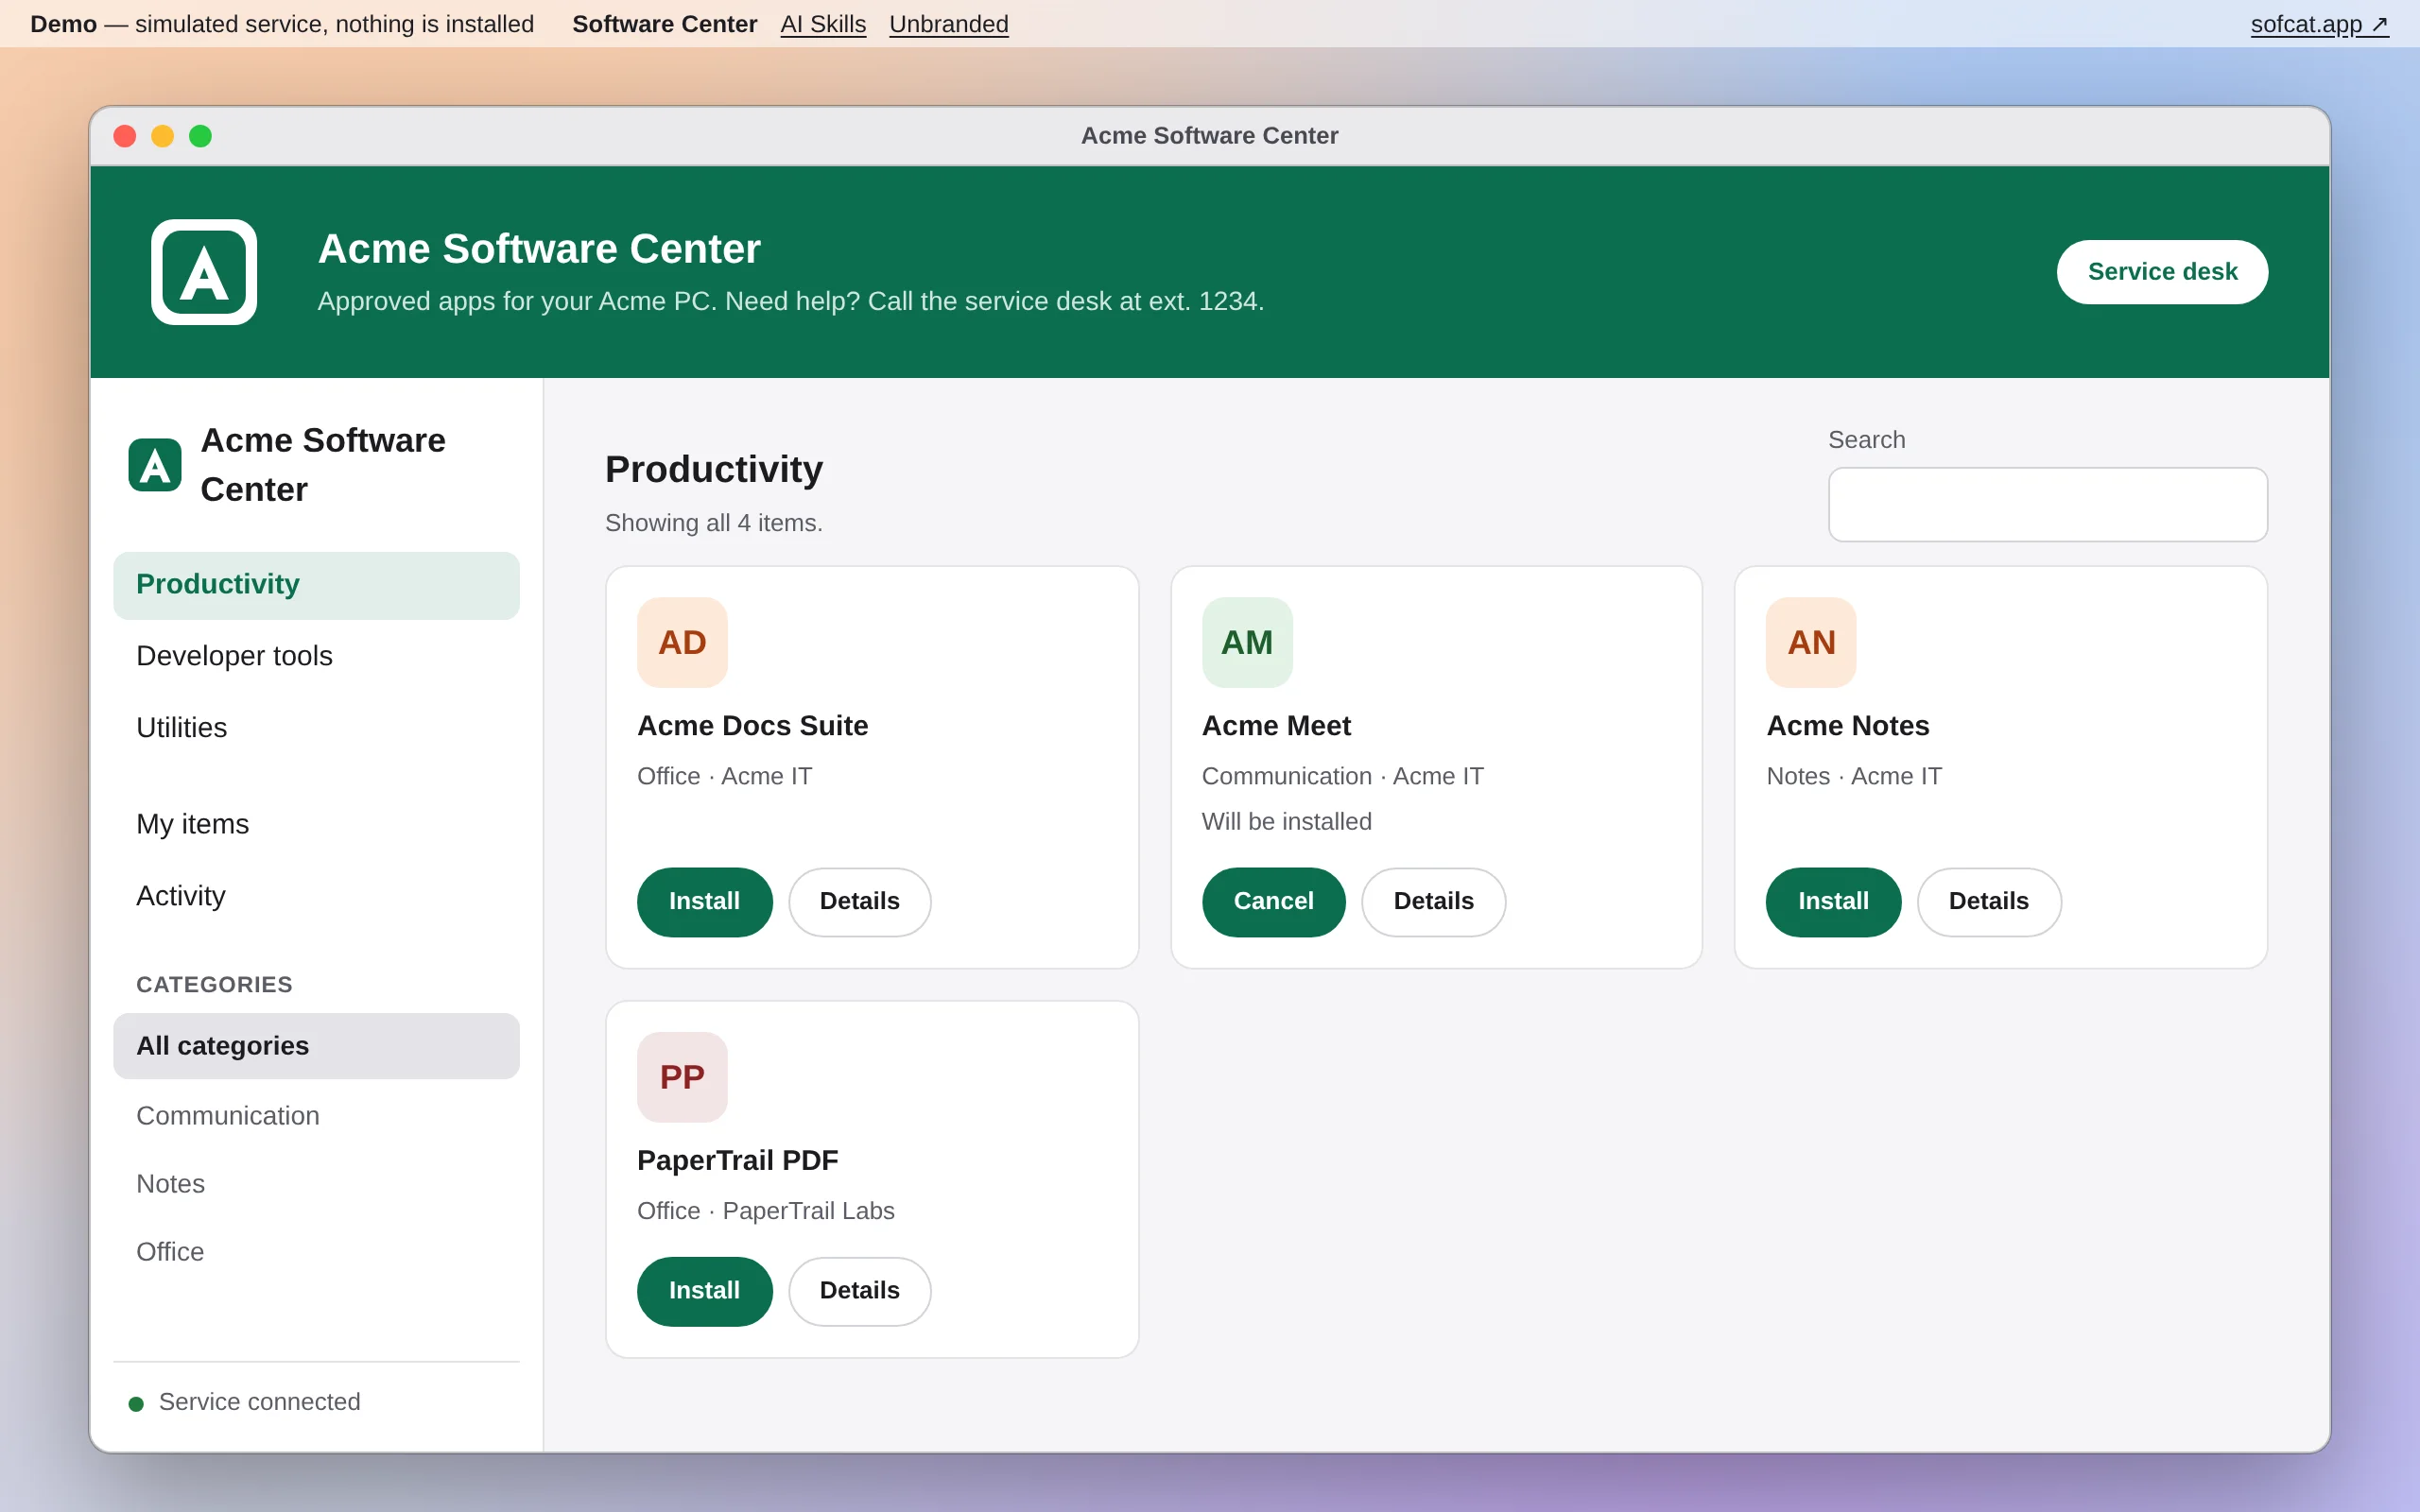 Demo — simulated service, nothing is installed Software Center AI Skills Unbranded sofcat.app ↗
Acme Software Center
A
Acme Software Center
Approved apps for your Acme PC. Need help? Call the service desk at ext. 1234.
Service desk
A
Acme Software
Center
Productivity
Developer tools
Utilities
My items
Activity
CATEGORIES
All categories
Communication
Notes
Office
Service connected
Productivity
Showing all 4 items.
Search
AD
Acme Docs Suite
Office · Acme IT
Install Details
AM
Acme Meet
Communication · Acme IT
Will be installed
Cancel Details
AN
Acme Notes
Notes · Acme IT
Install Details
PP
PaperTrail PDF
Office · PaperTrail Labs
Install Details